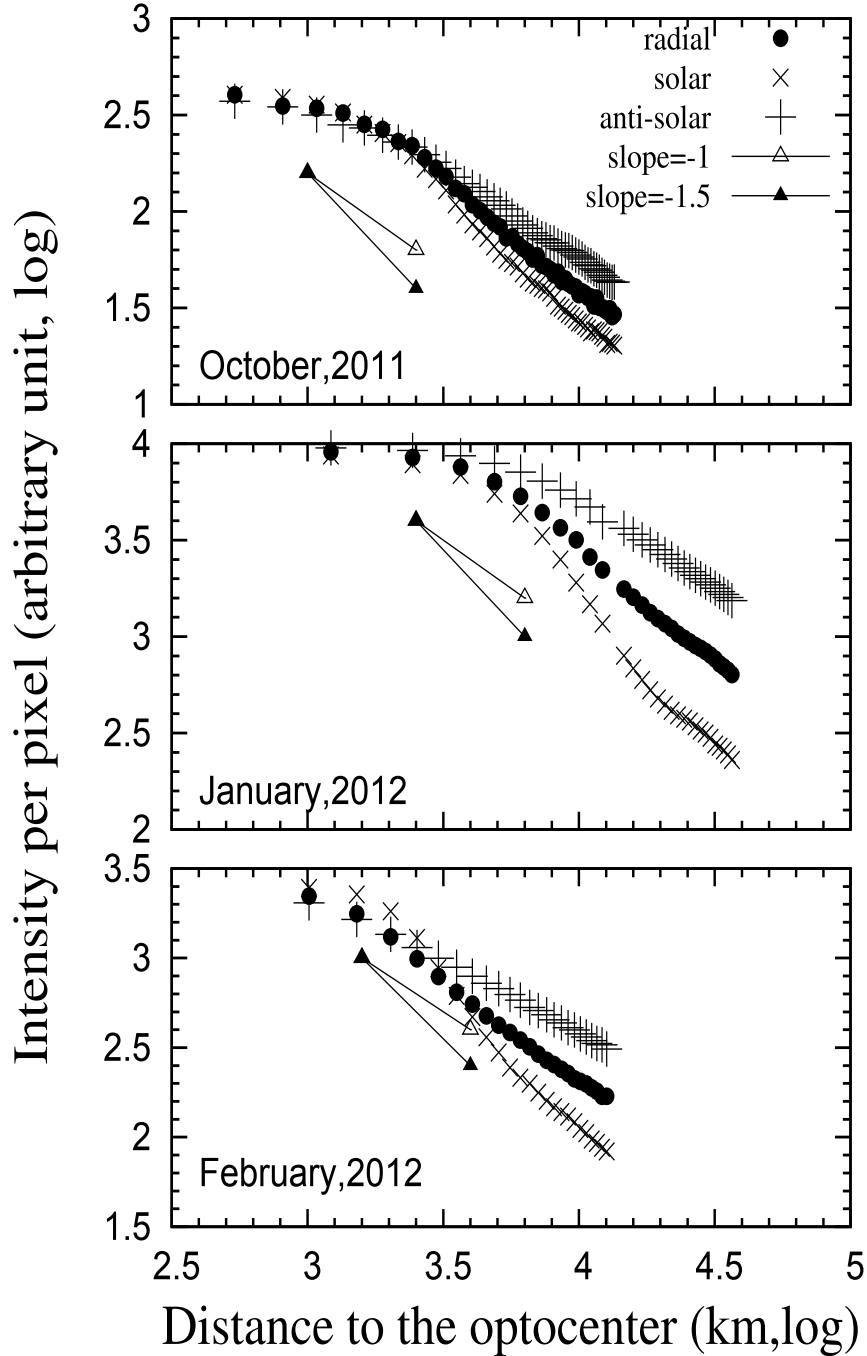 Intensity per pixel (arbitrary unit, log)
3
2.5
2
1.5
1
radial
solar
anti-solar
slope=-1
slope=-1.5
October,2011
4
3.5
3
2.5
2
January,2012
3.5
3
2.5
2
1.5
February,2012
2.5 3 3.5 4 4.5 5
Distance to the optocenter (km,log)